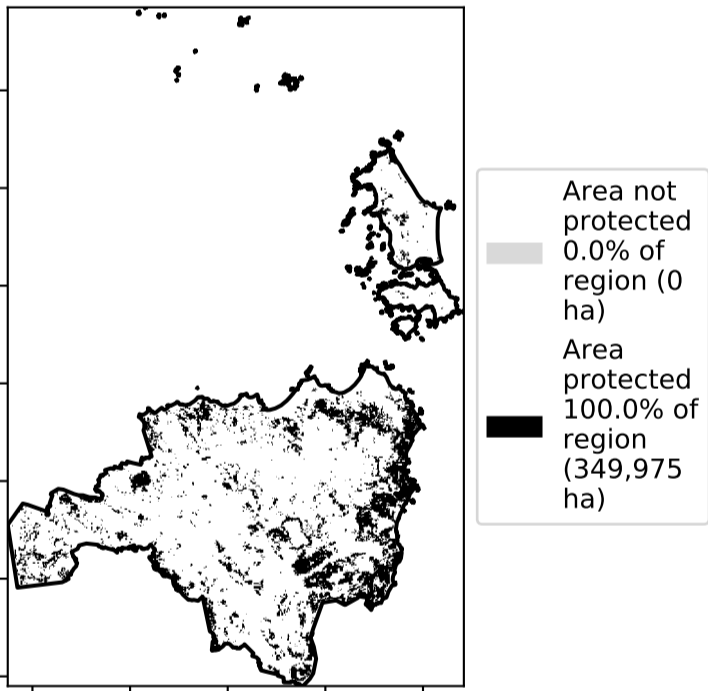 Area not
protected
0.0% of
region (0
ha)
Area
protected
100.0% of
region
(349,975
ha)